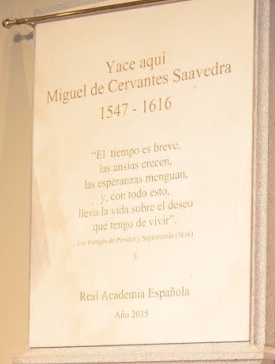 Yace aquí
Miguel de Cervantes Saavedra
1547 - 1616
“El tiempo es breve,
las ansias crecen,
las esperanzas menguan,
y, con todo esto,
llevo la vida sobre el deseo
que tengo de vivir”.
Los trabajos de Persiles y Segismunda (1616)
Real Academia Española
Año 2015